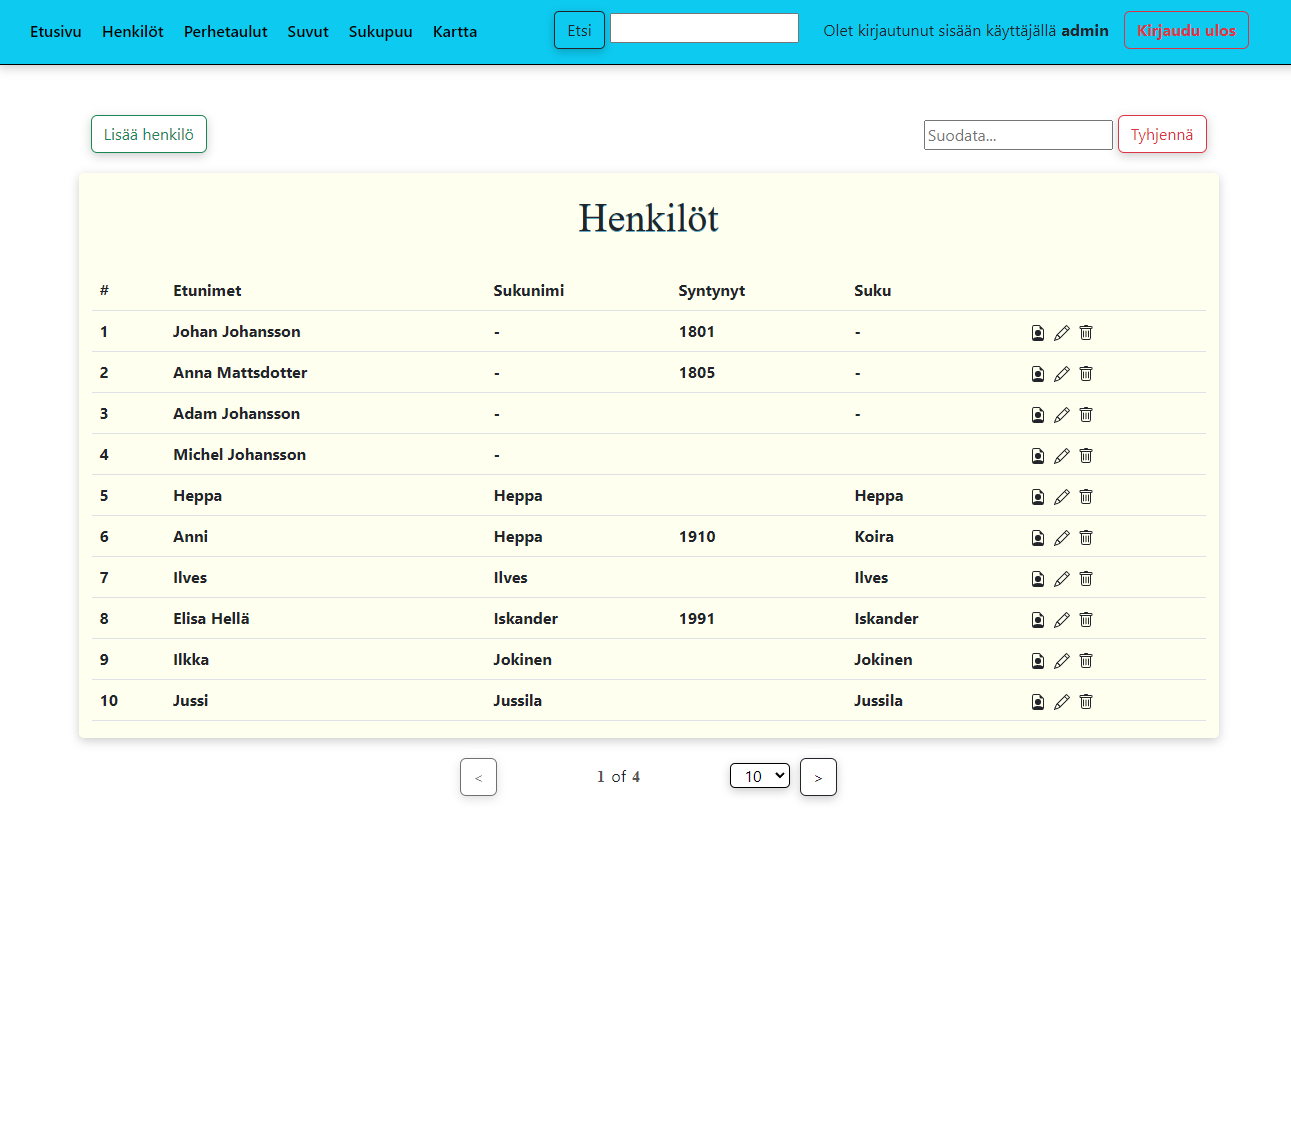 Etusivu Henkilöt Perhetaulut Suvut Sukupuu Kartta Etsi Olet kirjautunut sisään käyttäjällä admin Kirjaudu ulos
Lisää henkilö Suodata... Tyhjennä
Henkilöt
# Etunimet Sukunimi Syntynyt Suku
1 Johan Johansson - 1801 -
2 Anna Mattsdotter - 1805 -
3 Adam Johansson - -
4 Michel Johansson -
5 Heppa Heppa Heppa
6 Anni Heppa 1910 Koira
7 Ilves Ilves Ilves
8 Elisa Hellä Iskander 1991 Iskander
9 Ilkka Jokinen Jokinen
10 Jussi Jussila Jussila
< 1 of 4 10 >